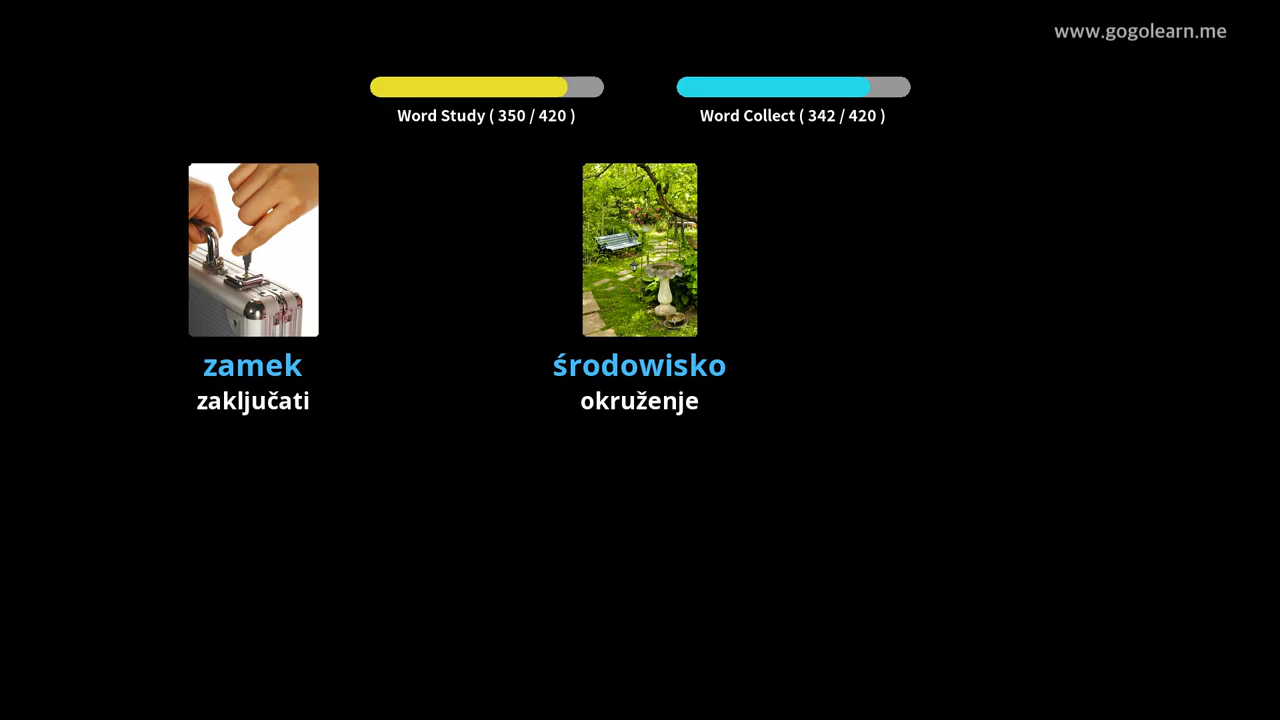 www.gogolearn.me
Word Study ( 350 / 420 )
Word Collect ( 342 / 420 )
zamek
zaključati
środowisko
okruženje